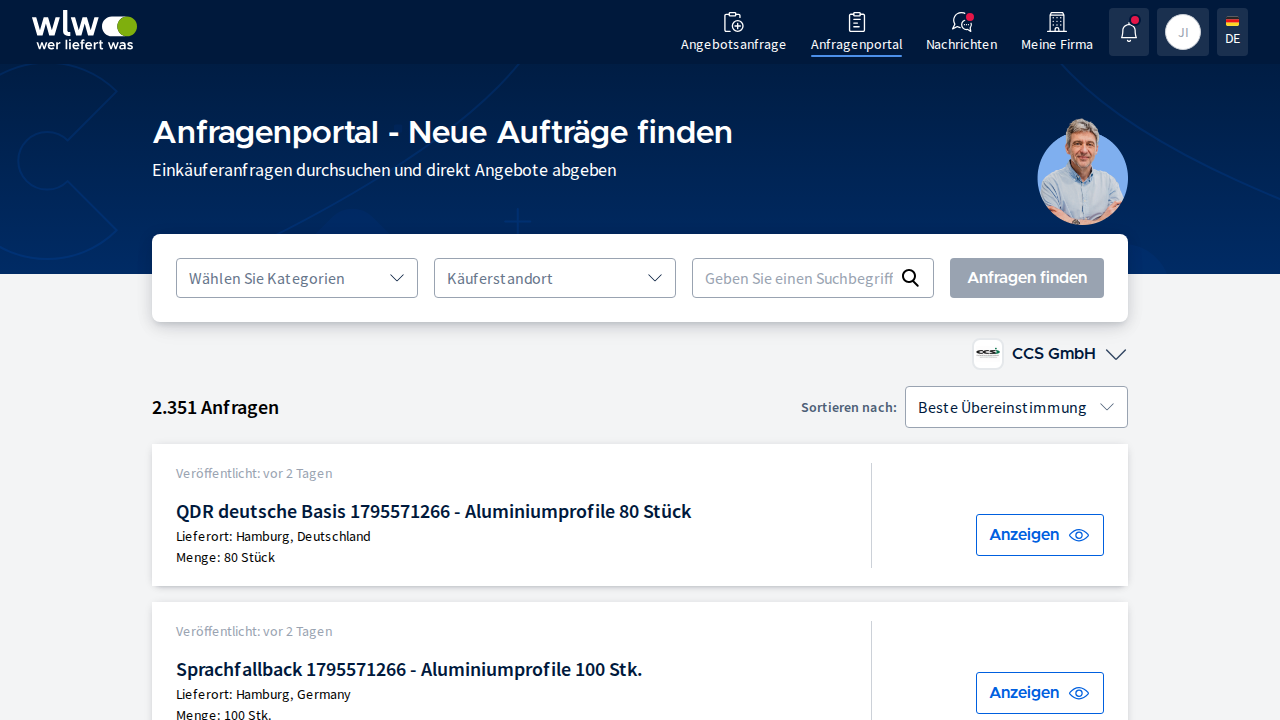 wlw
wer liefert was
Angebotsanfrage
Anfragenportal
Nachrichten
Meine Firma
JI
DE
Anfragenportal - Neue Aufträge finden
Einkäuferanfragen durchsuchen und direkt Angebote abgeben
Wählen Sie Kategorien
Käuferstandort
Geben Sie einen Suchbegriff
Anfragen finden
CCS
CCS GmbH
2.351 Anfragen
Sortieren nach:
Beste Übereinstimmung
Veröffentlicht: vor 2 Tagen
QDR deutsche Basis 1795571266 - Aluminiumprofile 80 Stück
Lieferort: Hamburg, Deutschland
Menge: 80 Stück
Anzeigen
Veröffentlicht: vor 2 Tagen
Sprachfallback 1795571266 - Aluminiumprofile 100 Stk.
Lieferort: Hamburg, Germany
Menge: 100 Stk.
Anzeigen